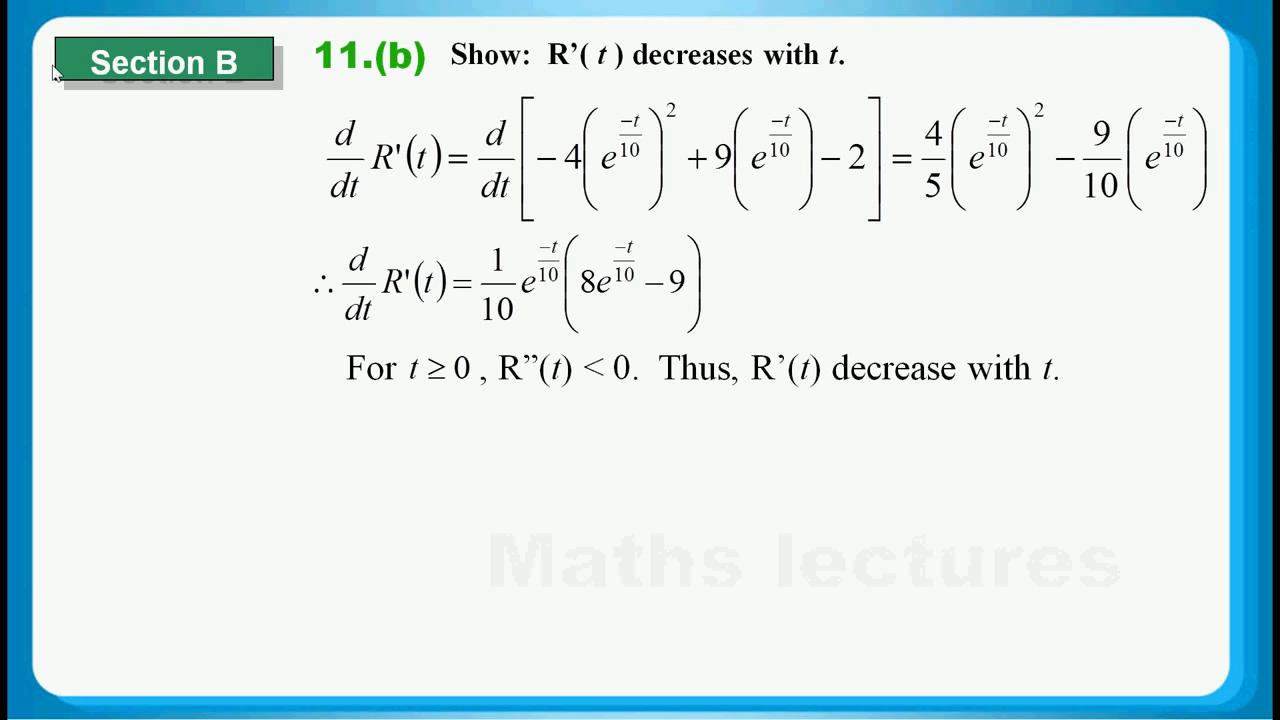 Section B
11.(b) Show: R’( t ) decreases with t.
d/dt R'(t) = d/dt [ − 4( e^(−t/10) )^2 + 9( e^(−t/10) ) − 2 ] = 4/5 ( e^(−t/10) )^2 − 9/10 ( e^(−t/10) )
∴ d/dt R'(t) = 1/10 e^(−t/10) ( 8e^(−t/10) − 9 )
For t ≥ 0 , R”(t) < 0. Thus, R’(t) decrease with t.
Maths lectures